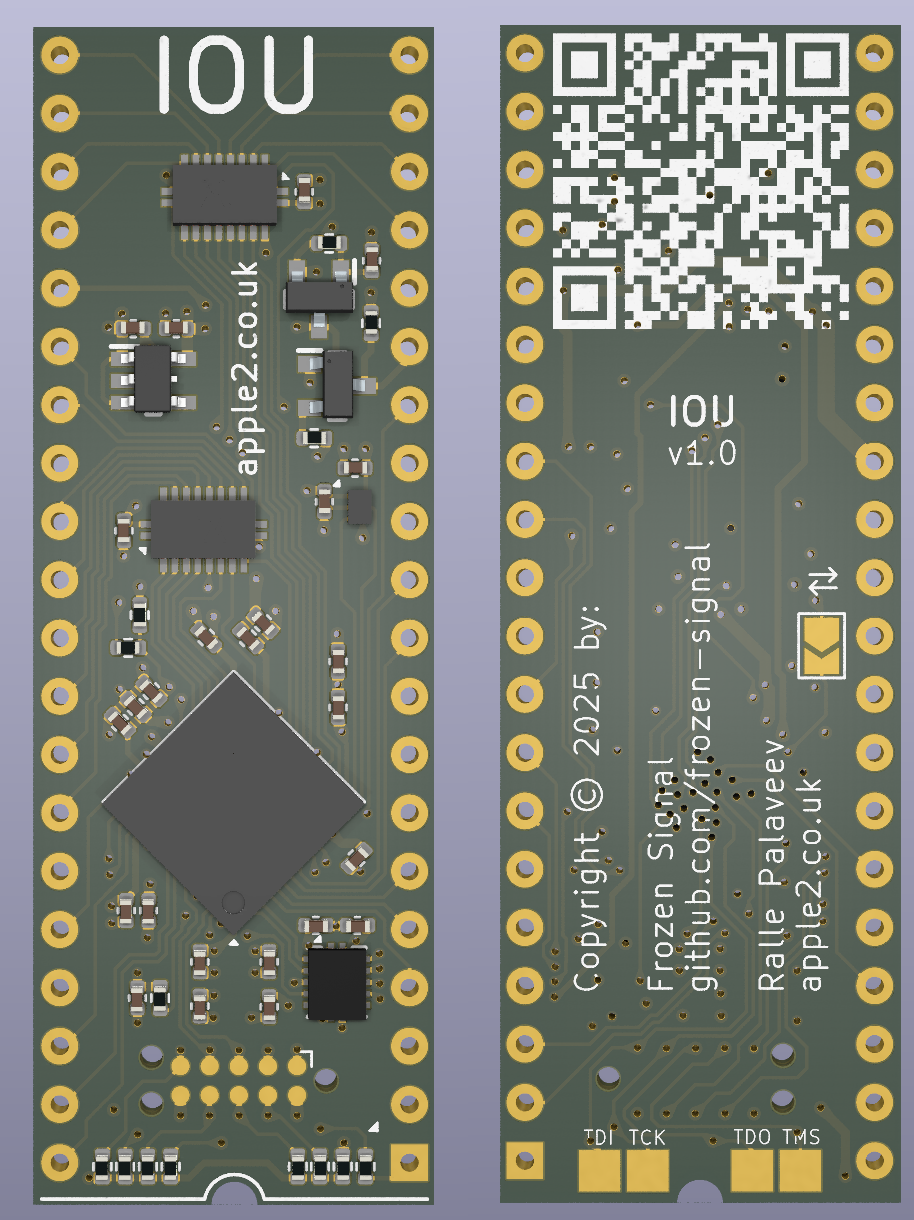 IOU
apple2.co.uk
IOU
v1.0
Copyright © 2025 by:
Frozen Signal
github.com/frozen-signal
Ralle Palaveev
apple2.co.uk
TDI
TCK
TDO
TMS